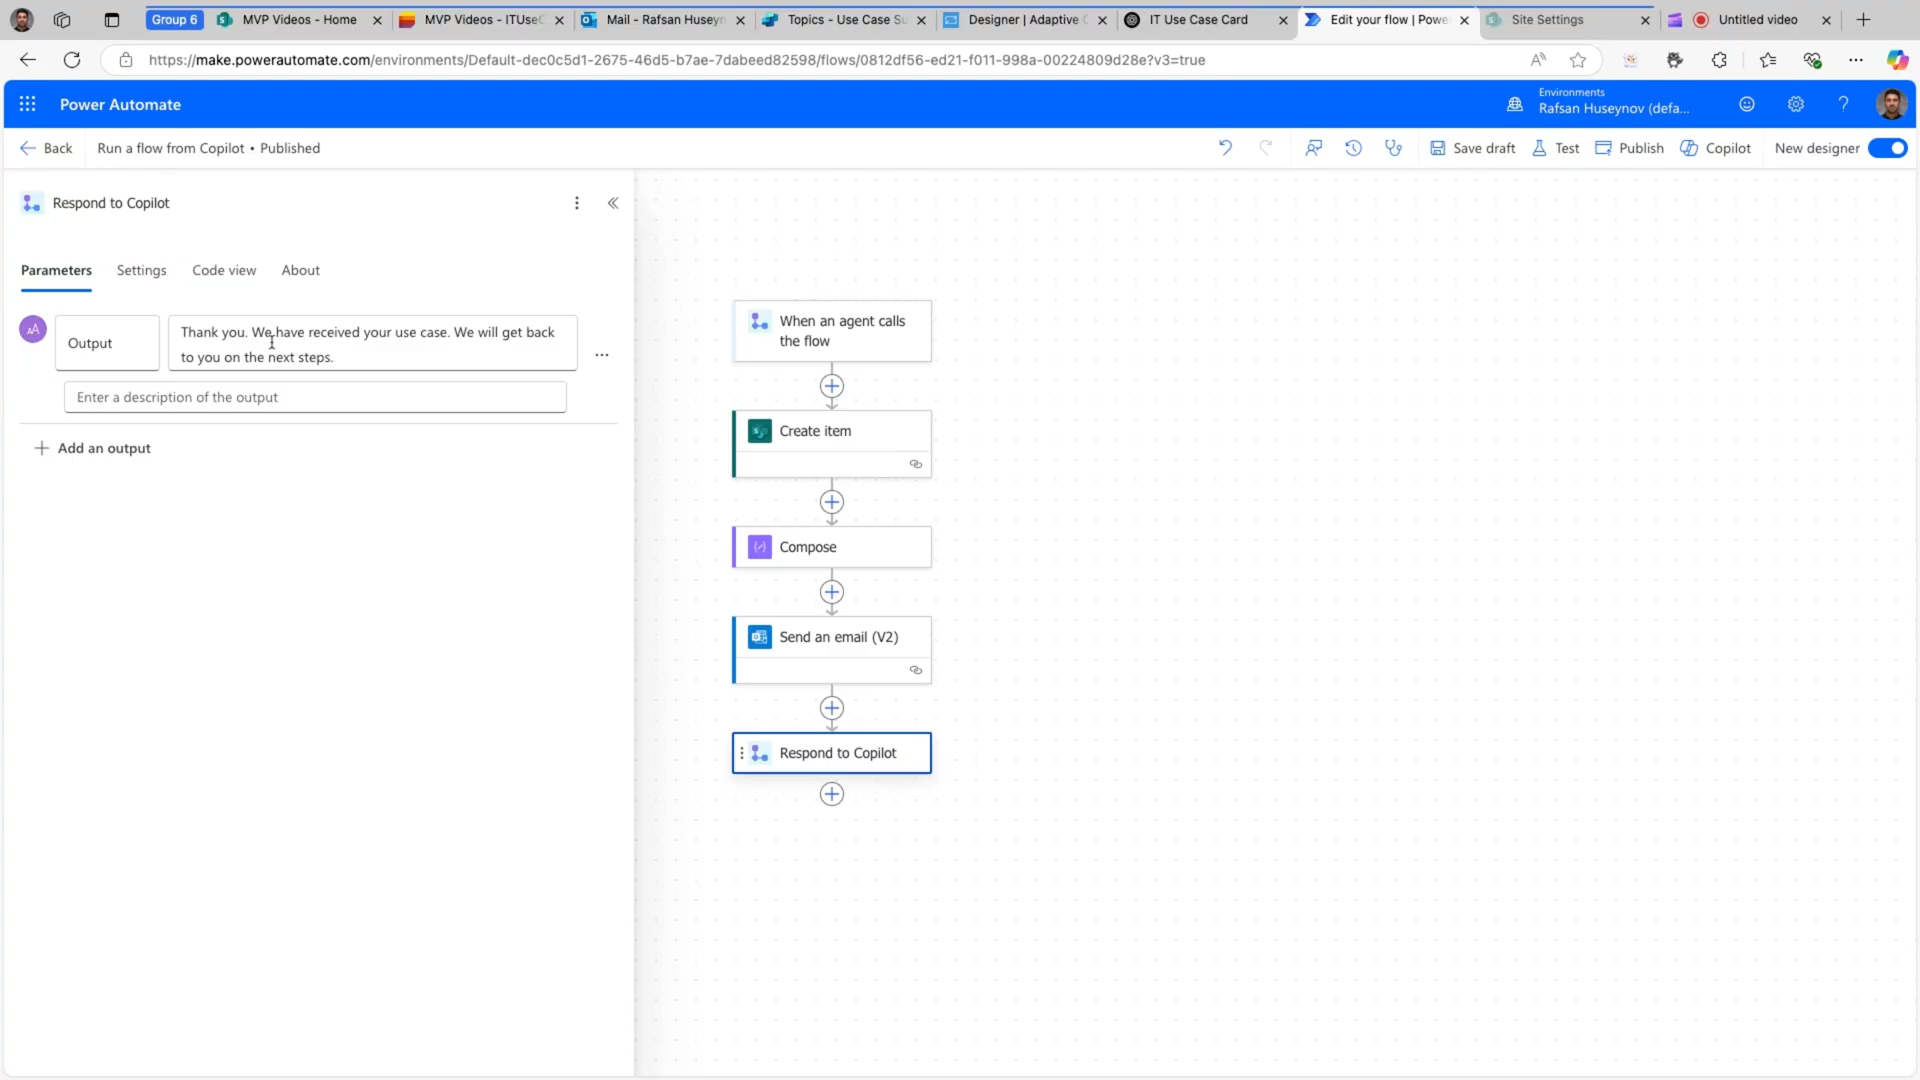 Group 6
MVP Videos - Home
MVP Videos - ITUseC
Mail - Rafsan Huseyn
Topics - Use Case Su
Designer | Adaptive C
IT Use Case Card
Edit your flow | Powe
Site Settings
Untitled video
https://make.powerautomate.com/environments/Default-dec0c5d1-2675-46d5-b7ae-7dabeed82598/flows/0812df56-ed21-f011-998a-00224809d28e?v3=true
Power Automate
Environments
Rafsan Huseynov (defa...
Back
Run a flow from Copilot • Published
Save draft
Test
Publish
Copilot
New designer
Respond to Copilot
Parameters
Settings
Code view
About
Output
Thank you. We have received your use case. We will get back
to you on the next steps.
Enter a description of the output
Add an output
When an agent calls
the flow
Create item
Compose
Send an email (V2)
Respond to Copilot